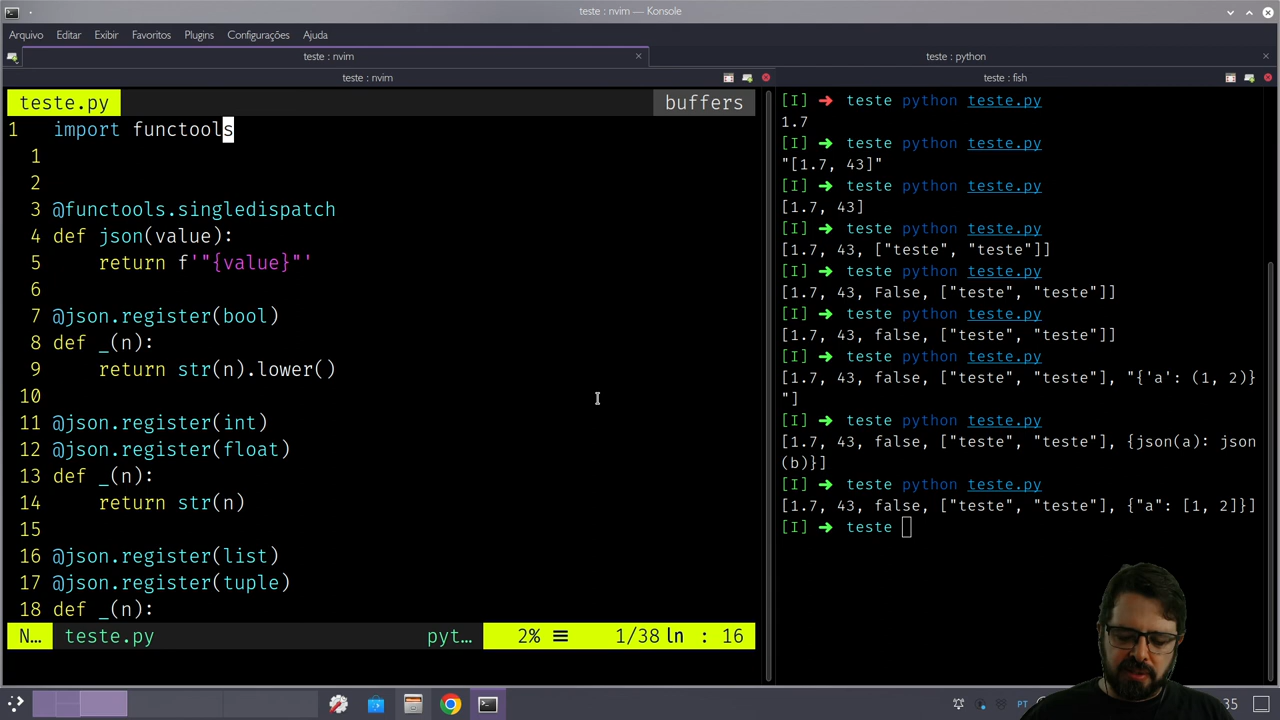 teste : nvim — Konsole
Arquivo Editar Exibir Favoritos Plugins Configurações Ajuda
teste : nvim
teste : python
teste : nvim
teste : fish
teste.py
buffers
1 import functools
1
2
3 @functools.singledispatch
4 def json(value):
5 return f'"{value}"'
6
7 @json.register(bool)
8 def _(n):
9 return str(n).lower()
10
11 @json.register(int)
12 @json.register(float)
13 def _(n):
14 return str(n)
15
16 @json.register(list)
17 @json.register(tuple)
18 def _(n):
N... teste.py pyt... 2% 1/38 ln : 16
[I] ➜ teste python teste.py
1.7
[I] ➜ teste python teste.py
"[1.7, 43]"
[I] ➜ teste python teste.py
[1.7, 43]
[I] ➜ teste python teste.py
[1.7, 43, ["teste", "teste"]]
[I] ➜ teste python teste.py
[1.7, 43, False, ["teste", "teste"]]
[I] ➜ teste python teste.py
[1.7, 43, false, ["teste", "teste"]]
[I] ➜ teste python teste.py
[1.7, 43, false, ["teste", "teste"], "{'a': (1, 2)}
"]
[I] ➜ teste python teste.py
[1.7, 43, false, ["teste", "teste"], {json(a): json
(b)}]
[I] ➜ teste python teste.py
[1.7, 43, false, ["teste", "teste"], {"a": [1, 2]}]
[I] ➜ teste
PT
35